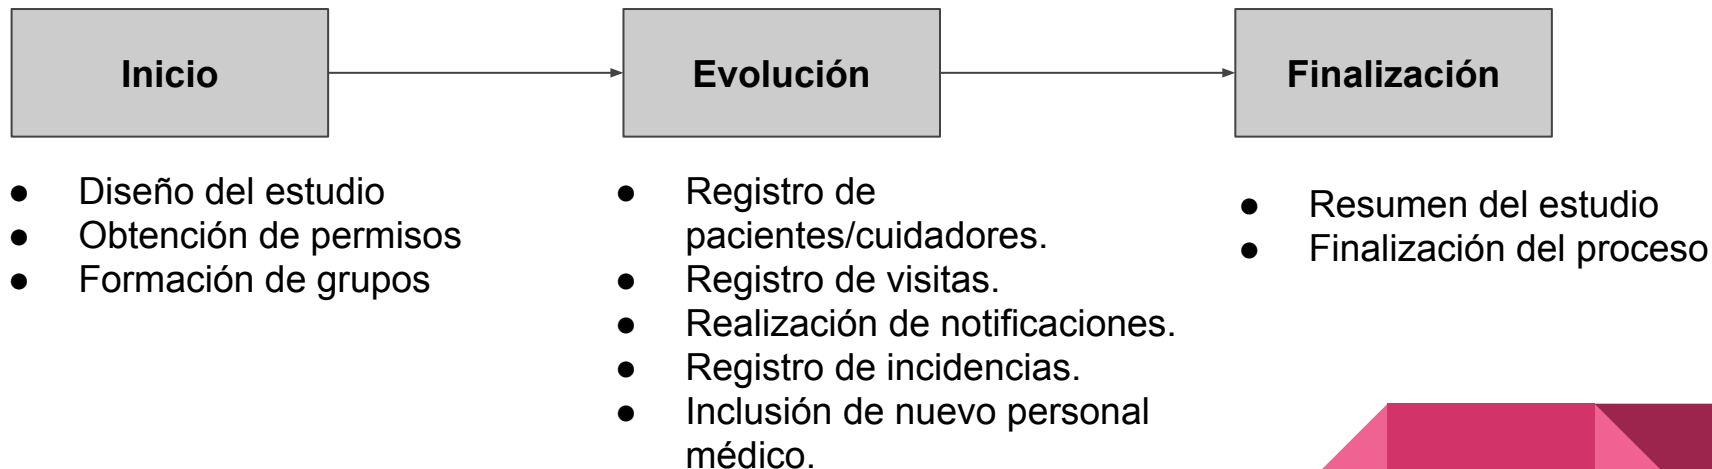 Inicio
Evolución
Finalización
● Diseño del estudio
● Obtención de permisos
● Formación de grupos
● Registro de
pacientes/cuidadores.
● Registro de visitas.
● Realización de notificaciones.
● Registro de incidencias.
● Inclusión de nuevo personal
médico.
● Resumen del estudio
● Finalización del proceso